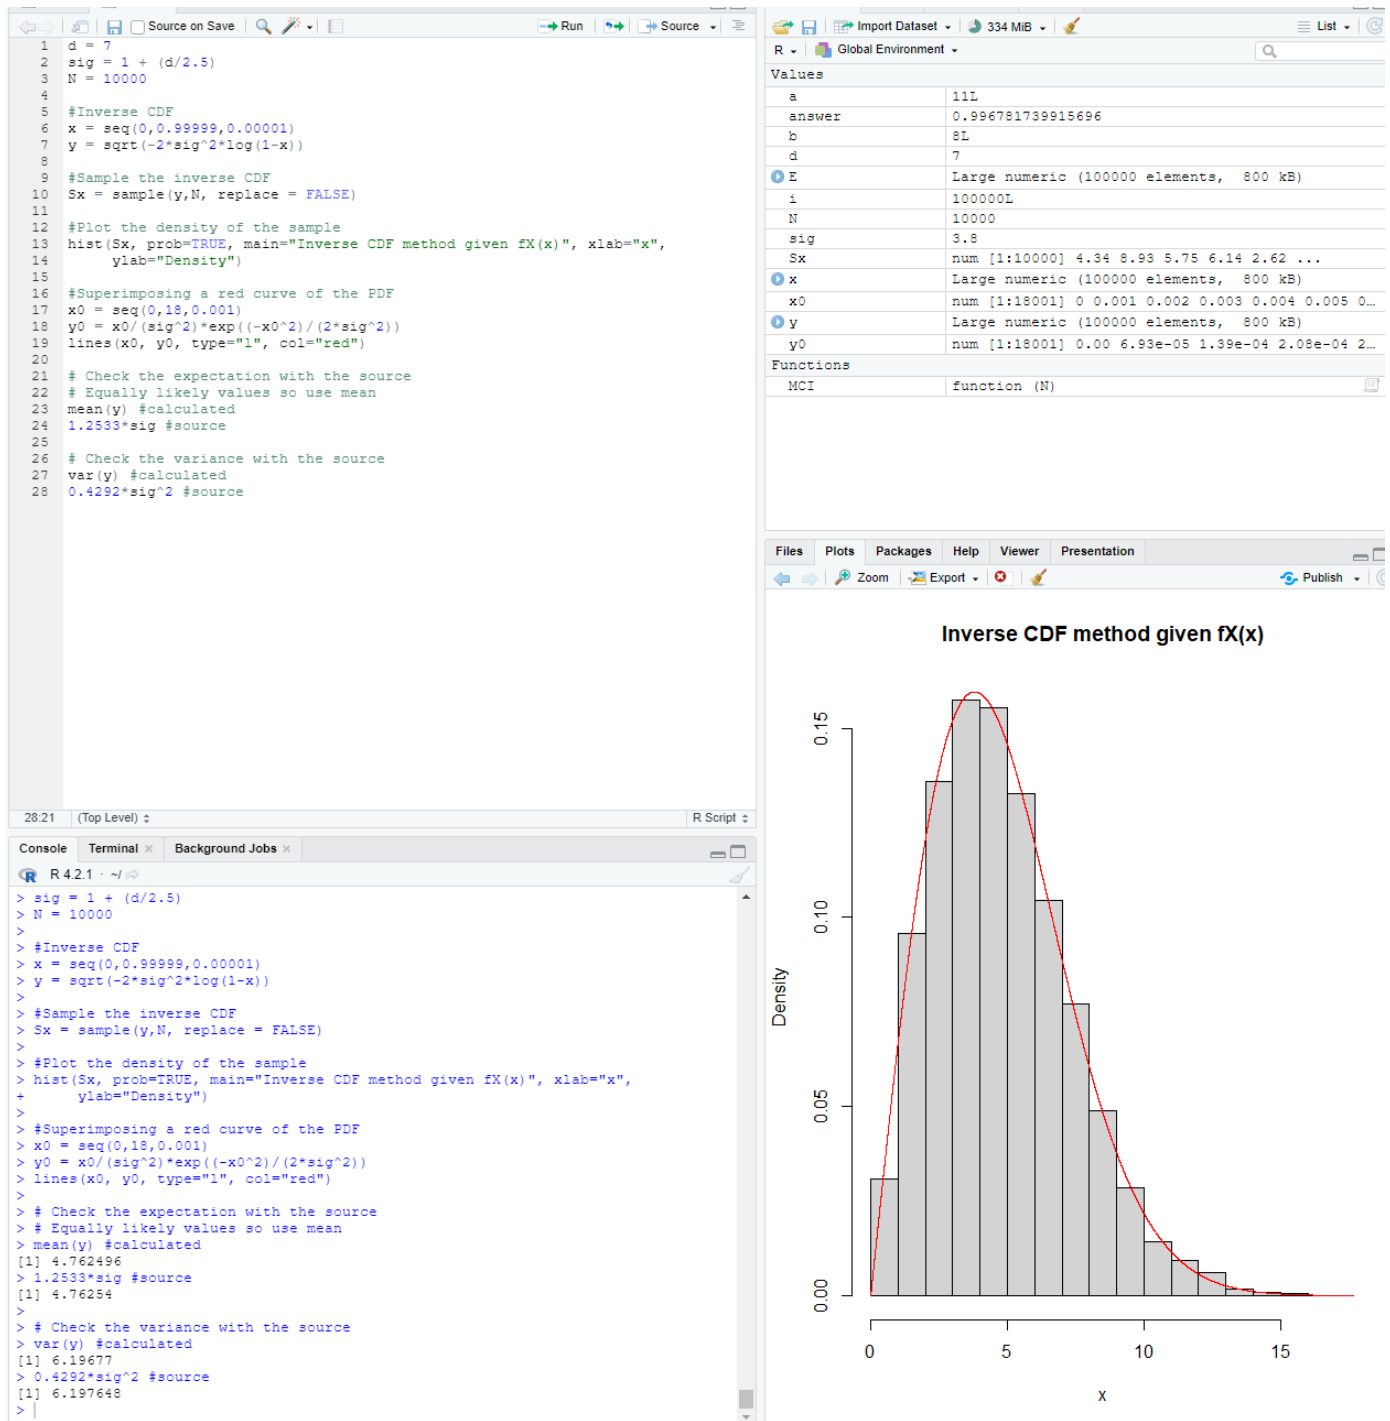 Source on Save
Run
Source
1 d = 7
2 sig = 1 + (d/2.5)
3 N = 10000
4
5 #Inverse CDF
6 x = seq(0,0.99999,0.00001)
7 y = sqrt(-2*sig^2*log(1-x))
8
9 #Sample the inverse CDF
10 Sx = sample(y,N, replace = FALSE)
11
12 #Plot the density of the sample
13 hist(Sx, prob=TRUE, main="Inverse CDF method given fX(x)", xlab="x",
14 ylab="Density")
15
16 #Superimposing a red curve of the PDF
17 x0 = seq(0,18,0.001)
18 y0 = x0/(sig^2)*exp((-x0^2)/(2*sig^2))
19 lines(x0, y0, type="l", col="red")
20
21 # Check the expectation with the source
22 # Equally likely values so use mean
23 mean(y) #calculated
24 1.2533*sig #source
25
26 # Check the variance with the source
27 var(y) #calculated
28 0.4292*sig^2 #source
28:21 (Top Level) R Script
Console Terminal Background Jobs
R R 4.2.1 · ~/
> sig = 1 + (d/2.5)
> N = 10000
>
> #Inverse CDF
> x = seq(0,0.99999,0.00001)
> y = sqrt(-2*sig^2*log(1-x))
>
> #Sample the inverse CDF
> Sx = sample(y,N, replace = FALSE)
>
> #Plot the density of the sample
> hist(Sx, prob=TRUE, main="Inverse CDF method given fX(x)", xlab="x",
+ ylab="Density")
>
> #Superimposing a red curve of the PDF
> x0 = seq(0,18,0.001)
> y0 = x0/(sig^2)*exp((-x0^2)/(2*sig^2))
> lines(x0, y0, type="l", col="red")
>
> # Check the expectation with the source
> # Equally likely values so use mean
> mean(y) #calculated
[1] 4.762496
> 1.2533*sig #source
[1] 4.76254
>
> # Check the variance with the source
> var(y) #calculated
[1] 6.19677
> 0.4292*sig^2 #source
[1] 6.197648
>
Import Dataset 334 MiB List
R Global Environment
Values
a 11L
answer 0.996781739915696
b 8L
d 7
E Large numeric (100000 elements, 800 kB)
i 100000L
N 10000
sig 3.8
Sx num [1:10000] 4.34 8.93 5.75 6.14 2.62 ...
x Large numeric (100000 elements, 800 kB)
x0 num [1:18001] 0 0.001 0.002 0.003 0.004 0.005 0…
y Large numeric (100000 elements, 800 kB)
y0 num [1:18001] 0.00 6.93e-05 1.39e-04 2.08e-04 2…
Functions
MCI function (N)
Files Plots Packages Help Viewer Presentation
Zoom Export Publish
Inverse CDF method given fX(x)
Density
0.15
0.10
0.05
0.00
0 5 10 15
x